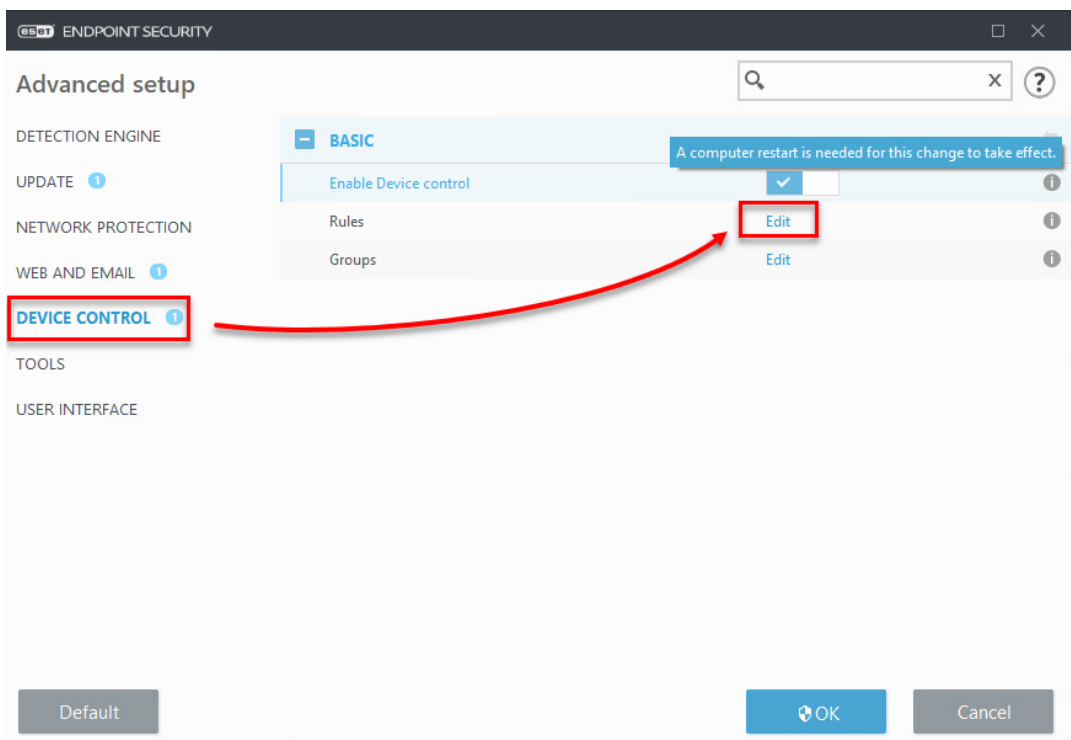 eset ENDPOINT SECURITY
Advanced setup
x
?
DETECTION ENGINE
UPDATE 1
NETWORK PROTECTION
WEB AND EMAIL 1
DEVICE CONTROL 1
TOOLS
USER INTERFACE
BASIC
A computer restart is needed for this change to take effect.
Enable Device control
Rules Edit
Groups Edit
Default
OK
Cancel